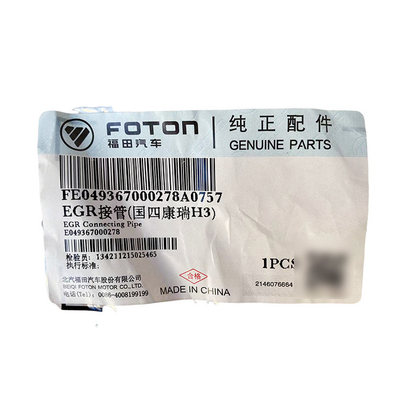 FOTON
福田汽车
纯正配件
GENUINE PARTS
FE049367000278A0757
EGR接管(国四康瑞H3)
EGR Connecting Pipe
E049367000278
检验员: 134211215025465
执行标准:
北汽福田汽车股份有限公司
BEIQI FOTON MOTOR CO., LTD.
电话/Tel: 0086-4008199199
合格
MADE IN CHINA
1PCS
2146076664